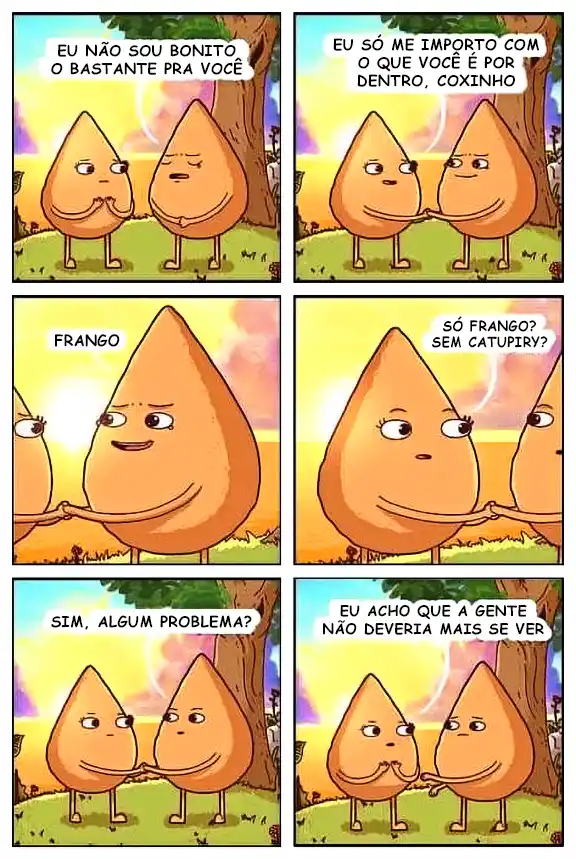 EU NÃO SOU BONITO
O BASTANTE PRA VOCÊ
EU SÓ ME IMPORTO COM
O QUE VOCÊ É POR
DENTRO, COXINHO
FRANGO
SÓ FRANGO?
SEM CATUPIRY?
SIM, ALGUM PROBLEMA?
EU ACHO QUE A GENTE
NÃO DEVERIA MAIS SE VER